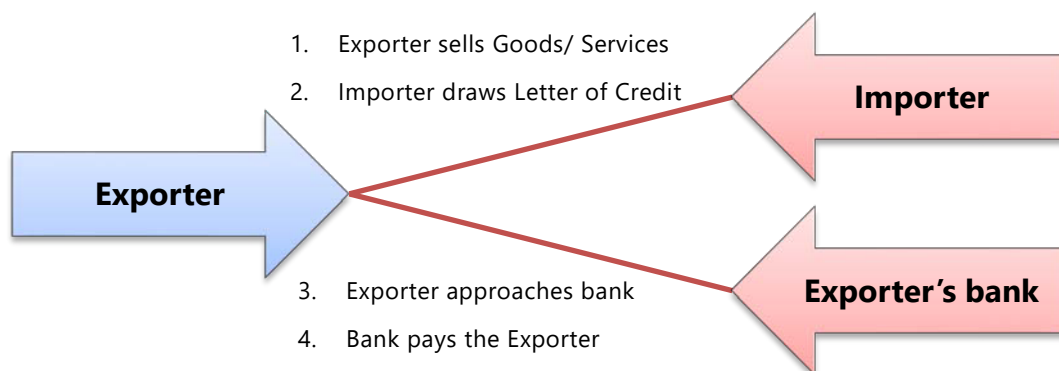 1. Exporter sells Goods/ Services
2. Importer draws Letter of Credit
Importer
Exporter
3. Exporter approaches bank
4. Bank pays the Exporter
Exporter’s bank